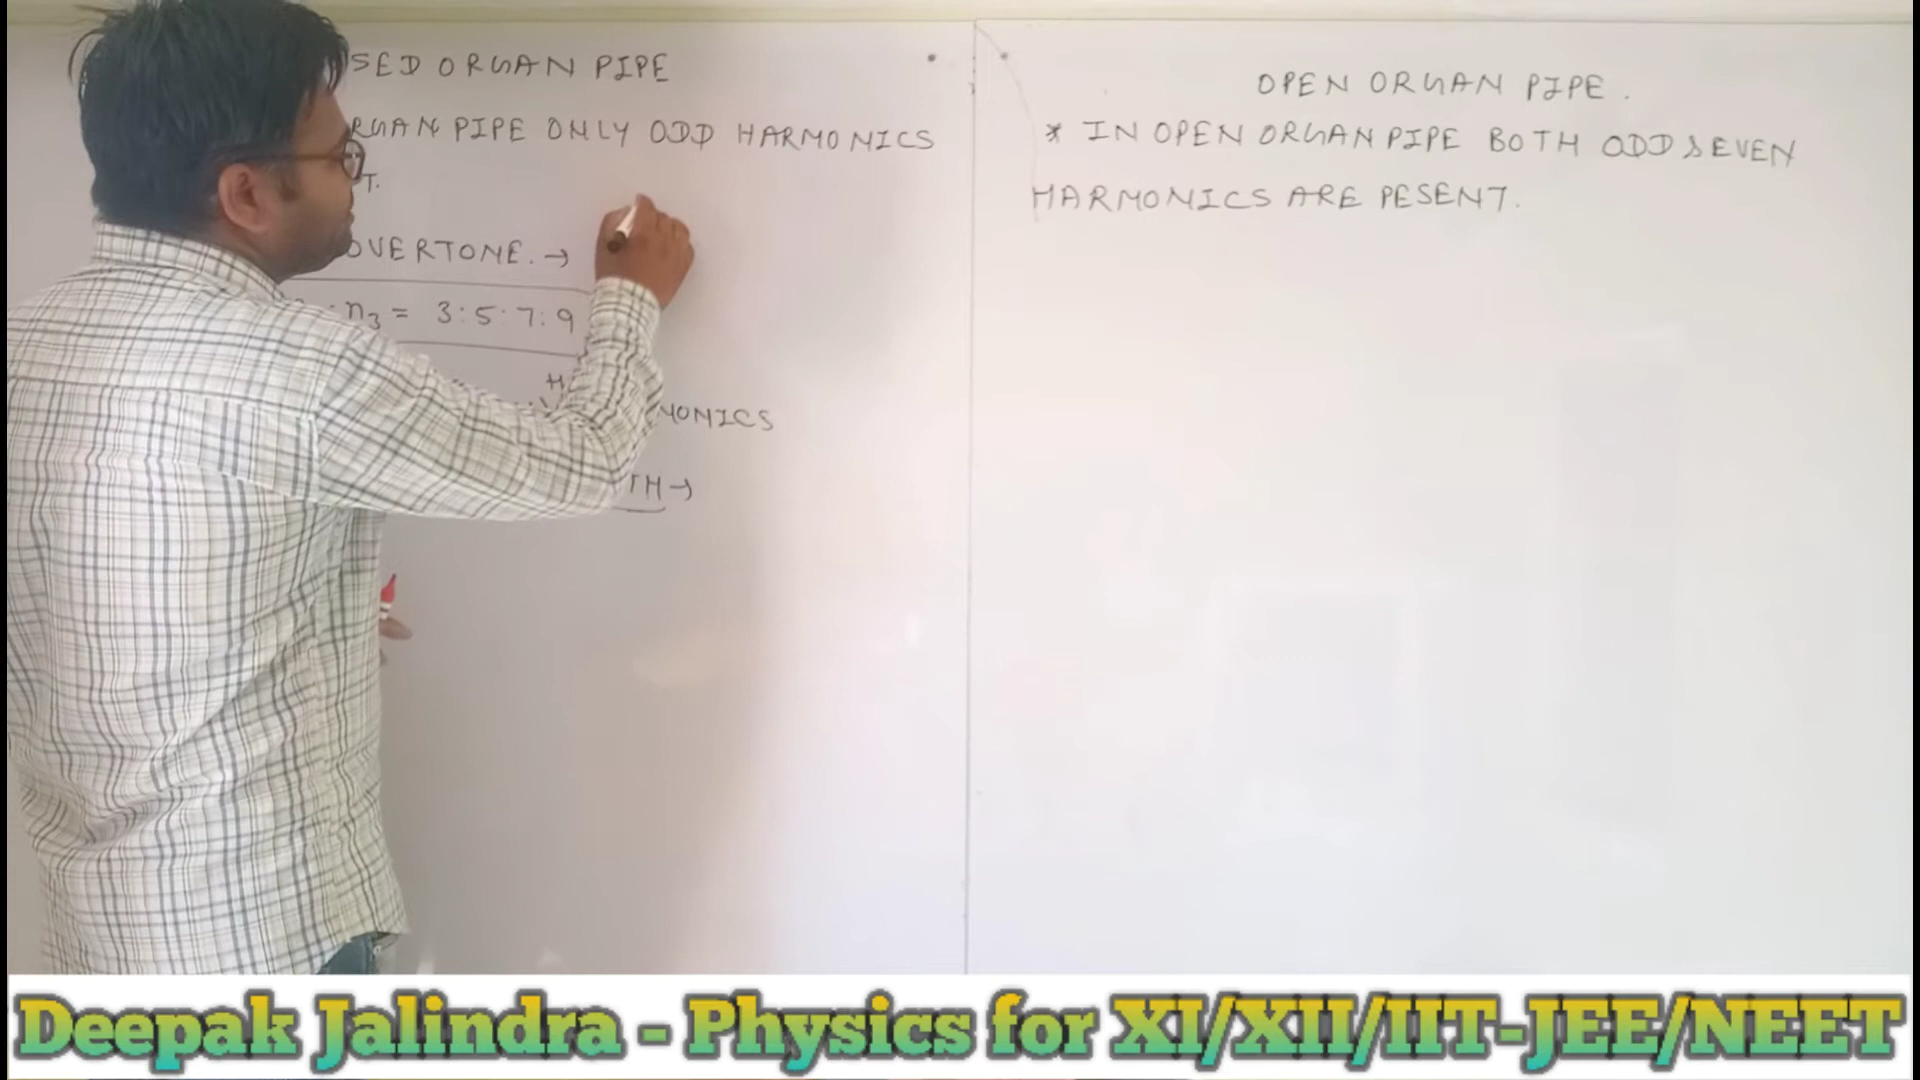 SED ORGAN PIPE
RGAN PIPE ONLY ODD HARMONICS
T.
OVERTONE. →
n3 = 3:5:7:9
MONICS
TH →
OPEN ORGAN PIPE.
* IN OPEN ORGAN PIPE BOTH ODD & EVEN
HARMONICS ARE PESENT.
Deepak Jalindra - Physics for XI/XII/IIT-JEE/NEET